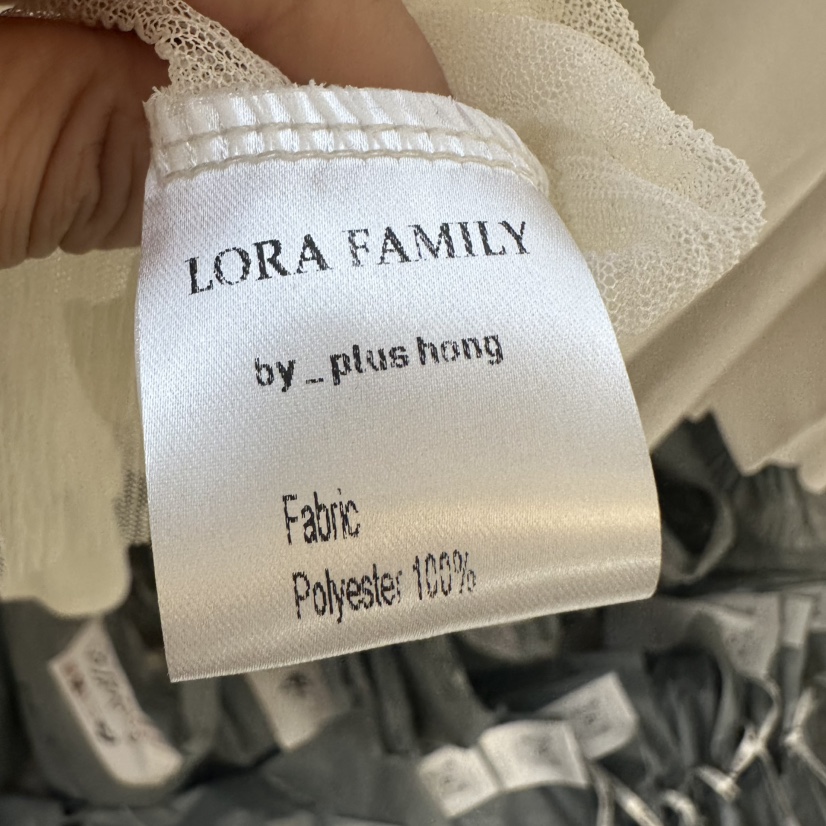 LORA FAMILY
by_plus hong
Fabric
Polyester 100%